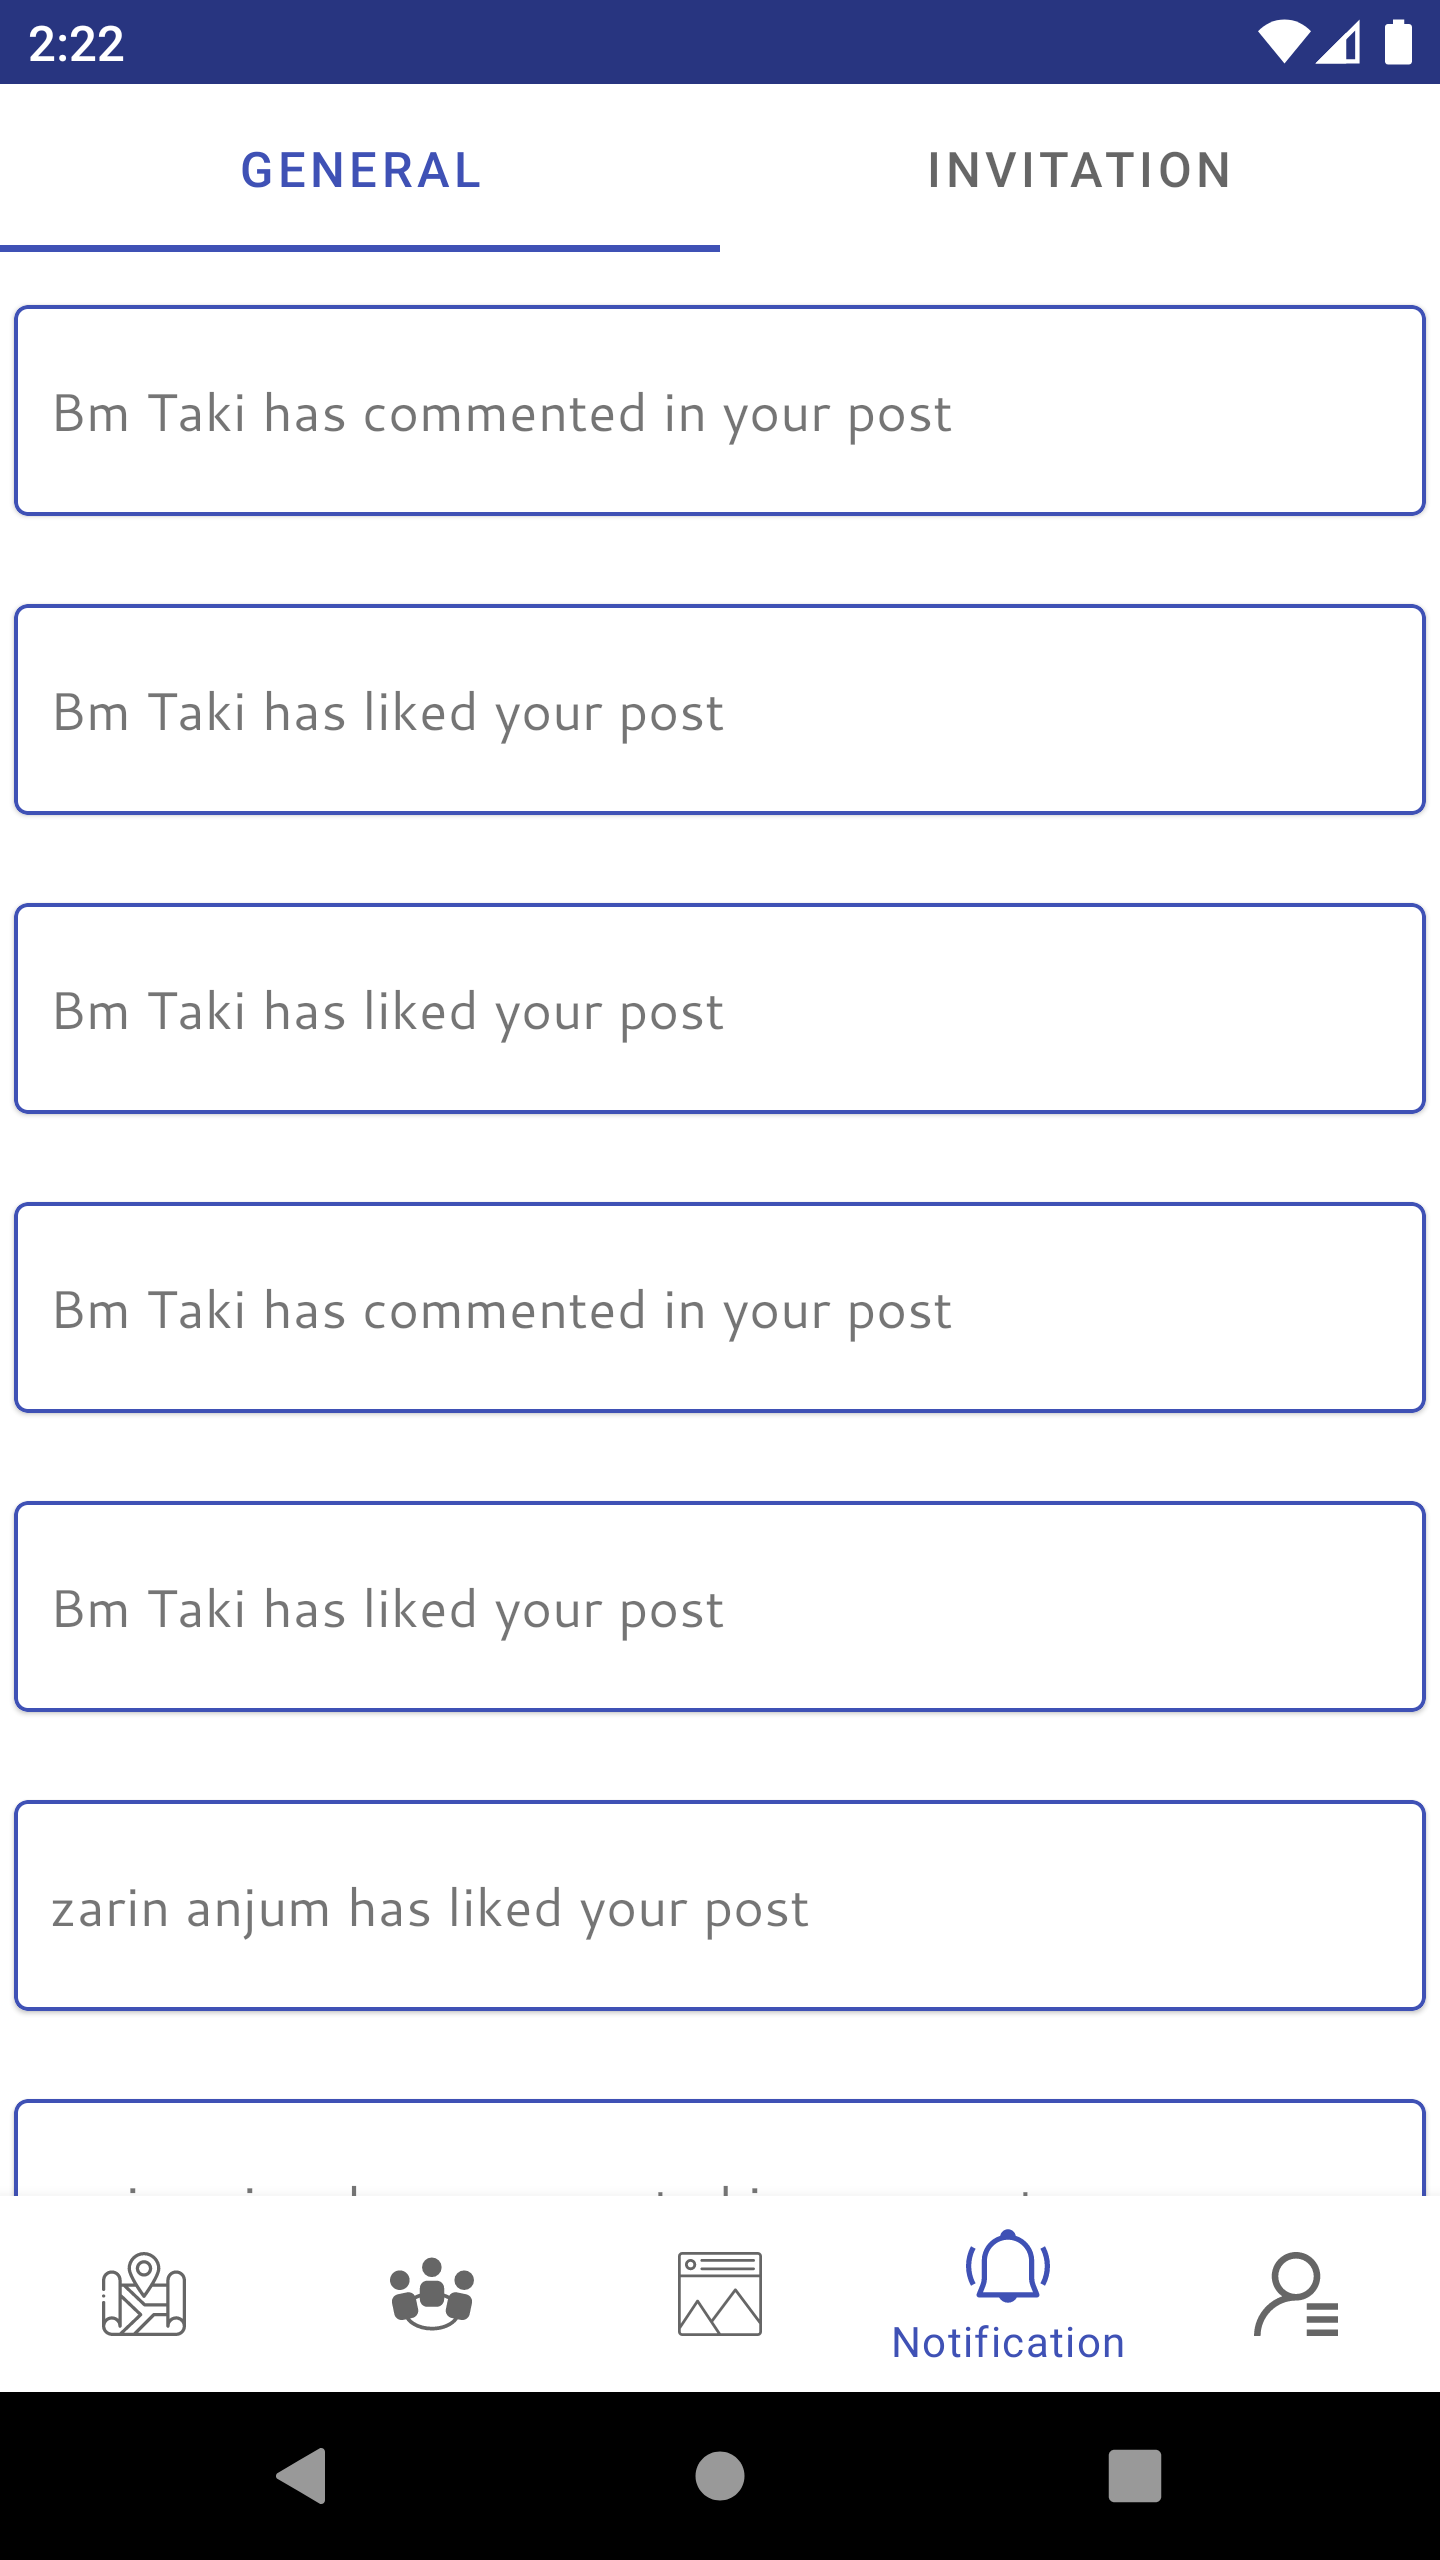 2:22
GENERAL
INVITATION
Bm Taki has commented in your post
Bm Taki has liked your post
Bm Taki has liked your post
Bm Taki has commented in your post
Bm Taki has liked your post
zarin anjum has liked your post
Notification